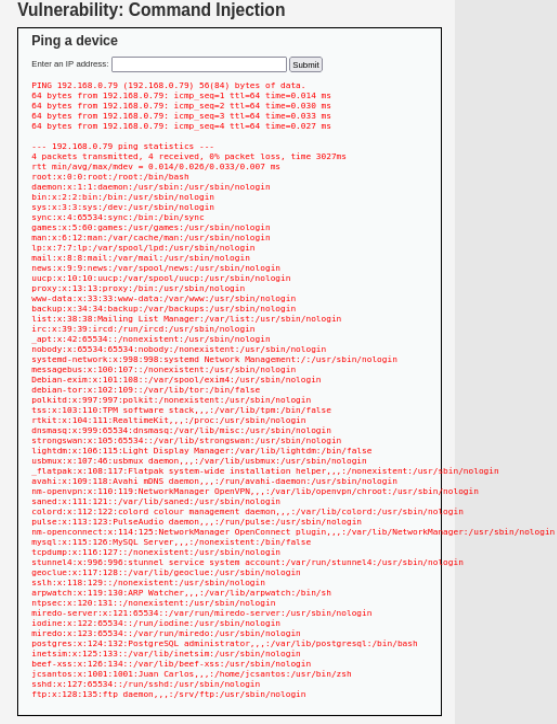 Vulnerability: Command Injection
Ping a device
Enter an IP address: Submit
PING 192.168.0.79 (192.168.0.79) 56(84) bytes of data.
64 bytes from 192.168.0.79: icmp_seq=1 ttl=64 time=0.014 ms
64 bytes from 192.168.0.79: icmp_seq=2 ttl=64 time=0.030 ms
64 bytes from 192.168.0.79: icmp_seq=3 ttl=64 time=0.033 ms
64 bytes from 192.168.0.79: icmp_seq=4 ttl=64 time=0.027 ms
--- 192.168.0.79 ping statistics ---
4 packets transmitted, 4 received, 0% packet loss, time 3027ms
rtt min/avg/max/mdev = 0.014/0.026/0.033/0.007 ms
root:x:0:0:root:/root:/bin/bash
daemon:x:1:1:daemon:/usr/sbin:/usr/sbin/nologin
bin:x:2:2:bin:/bin:/usr/sbin/nologin
sys:x:3:3:sys:/dev:/usr/sbin/nologin
sync:x:4:65534:sync:/bin:/bin/sync
games:x:5:60:games:/usr/games:/usr/sbin/nologin
man:x:6:12:man:/var/cache/man:/usr/sbin/nologin
lp:x:7:7:lp:/var/spool/lpd:/usr/sbin/nologin
mail:x:8:8:mail:/var/mail:/usr/sbin/nologin
news:x:9:9:news:/var/spool/news:/usr/sbin/nologin
uucp:x:10:10:uucp:/var/spool/uucp:/usr/sbin/nologin
proxy:x:13:13:proxy:/bin:/usr/sbin/nologin
www-data:x:33:33:www-data:/var/www:/usr/sbin/nologin
backup:x:34:34:backup:/var/backups:/usr/sbin/nologin
list:x:38:38:Mailing List Manager:/var/list:/usr/sbin/nologin
irc:x:39:39:ircd:/run/ircd:/usr/sbin/nologin
_apt:x:42:65534::/nonexistent:/usr/sbin/nologin
nobody:x:65534:65534:nobody:/nonexistent:/usr/sbin/nologin
systemd-network:x:998:998:systemd Network Management:/:/usr/sbin/nologin
messagebus:x:100:107::/nonexistent:/usr/sbin/nologin
Debian-exim:x:101:108::/var/spool/exim4:/usr/sbin/nologin
debian-tor:x:102:109::/var/lib/tor:/bin/false
polkitd:x:997:997:polkit:/nonexistent:/usr/sbin/nologin
tss:x:103:110:TPM software stack,,,:/var/lib/tpm:/bin/false
rtkit:x:104:111:RealtimeKit,,,:/proc:/usr/sbin/nologin
dnsmasq:x:999:65534:dnsmasq:/var/lib/misc:/usr/sbin/nologin
strongswan:x:105:65534::/var/lib/strongswan:/usr/sbin/nologin
lightdm:x:106:115:Light Display Manager:/var/lib/lightdm:/bin/false
usbmux:x:107:46:usbmux daemon,,,:/var/lib/usbmux:/usr/sbin/nologin
_flatpak:x:108:117:Flatpak system-wide installation helper,,,:/nonexistent:/usr/sbin/nologin
avahi:x:109:118:Avahi mDNS daemon,,,:/run/avahi-daemon:/usr/sbin/nologin
nm-openvpn:x:110:119:NetworkManager OpenVPN,,,:/var/lib/openvpn/chroot:/usr/sbin/nologin
saned:x:111:121::/var/lib/saned:/usr/sbin/nologin
colord:x:112:122:colord colour management daemon,,,:/var/lib/colord:/usr/sbin/nologin
pulse:x:113:123:PulseAudio daemon,,,:/run/pulse:/usr/sbin/nologin
nm-openconnect:x:114:125:NetworkManager OpenConnect plugin,,,:/var/lib/NetworkManager:/usr/sbin/nologin
mysql:x:115:126:MySQL Server,,,:/nonexistent:/bin/false
tcpdump:x:116:127::/nonexistent:/usr/sbin/nologin
stunnel4:x:996:996:stunnel service system account:/var/run/stunnel4:/usr/sbin/nologin
geoclue:x:117:128::/var/lib/geoclue:/usr/sbin/nologin
sslh:x:118:129::/nonexistent:/usr/sbin/nologin
arpwatch:x:119:130:ARP Watcher,,,:/var/lib/arpwatch:/bin/sh
ntpsec:x:120:131::/nonexistent:/usr/sbin/nologin
miredo-server:x:121:65534::/var/run/miredo-server:/usr/sbin/nologin
iodine:x:122:65534::/run/iodine:/usr/sbin/nologin
miredo:x:123:65534::/var/run/miredo:/usr/sbin/nologin
postgres:x:124:132:PostgreSQL administrator,,,:/var/lib/postgresql:/bin/bash
inetsim:x:125:133::/var/lib/inetsim:/usr/sbin/nologin
beef-xss:x:126:134::/var/lib/beef-xss:/usr/sbin/nologin
jcsantos:x:1001:1001:Juan Carlos,,,:/home/jcsantos:/usr/bin/zsh
sshd:x:127:65534::/run/sshd:/usr/sbin/nologin
ftp:x:128:135:ftp daemon,,,:/srv/ftp:/usr/sbin/nologin